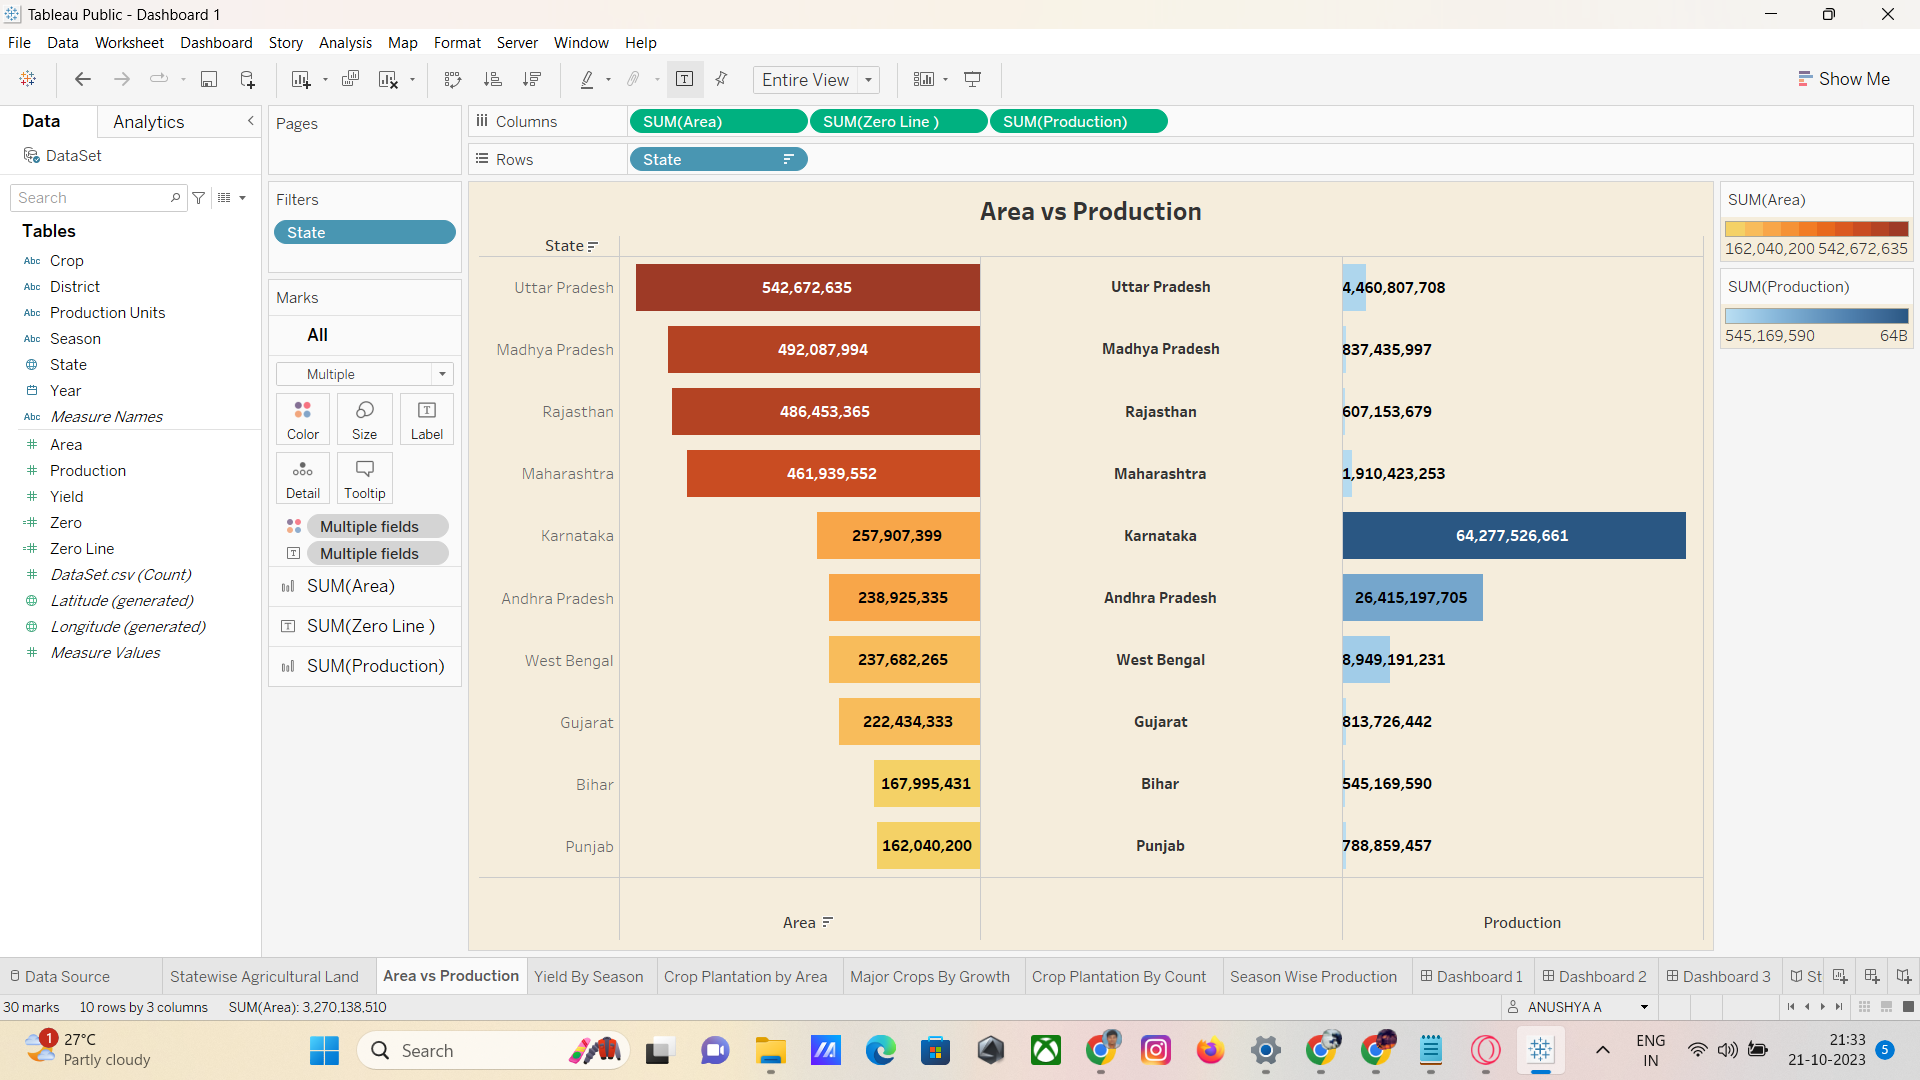 Tableau Public - Dashboard 1
File Data Worksheet Dashboard Story Analysis Map Format Server Window Help
Entire View
Show Me
Data Analytics
DataSet
Search
Tables
Abc Crop
Abc District
Abc Production Units
Abc Season
State
Year
Abc Measure Names
Area
Production
Yield
Zero
Zero Line
DataSet.csv (Count)
Latitude (generated)
Longitude (generated)
Measure Values
Pages
Filters
State
Marks
All
Multiple
Color Size Label
Detail Tooltip
Multiple fields
Multiple fields
SUM(Area)
SUM(Zero Line )
SUM(Production)
Columns SUM(Area) SUM(Zero Line ) SUM(Production)
Rows State
Area vs Production
State
Uttar Pradesh 542,672,635 Uttar Pradesh 4,460,807,708
Madhya Pradesh 492,087,994 Madhya Pradesh 837,435,997
Rajasthan 486,453,365 Rajasthan 607,153,679
Maharashtra 461,939,552 Maharashtra 1,910,423,253
Karnataka 257,907,399 Karnataka 64,277,526,661
Andhra Pradesh 238,925,335 Andhra Pradesh 26,415,197,705
West Bengal 237,682,265 West Bengal 8,949,191,231
Gujarat 222,434,333 Gujarat 813,726,442
Bihar 167,995,431 Bihar 545,169,590
Punjab 162,040,200 Punjab 788,859,457
Area Production
SUM(Area)
162,040,200 542,672,635
SUM(Production)
545,169,590 64B
Data Source Statewise Agricultural Land Area vs Production Yield By Season Crop Plantation by Area Major Crops By Growth Crop Plantation By Count Season Wise Production Dashboard 1 Dashboard 2 Dashboard 3 St
30 marks 10 rows by 3 columns SUM(Area): 3,270,138,510 ANUSHYA A
1 27°C
Partly cloudy
Search
ENG
IN
21:33
21-10-2023
5